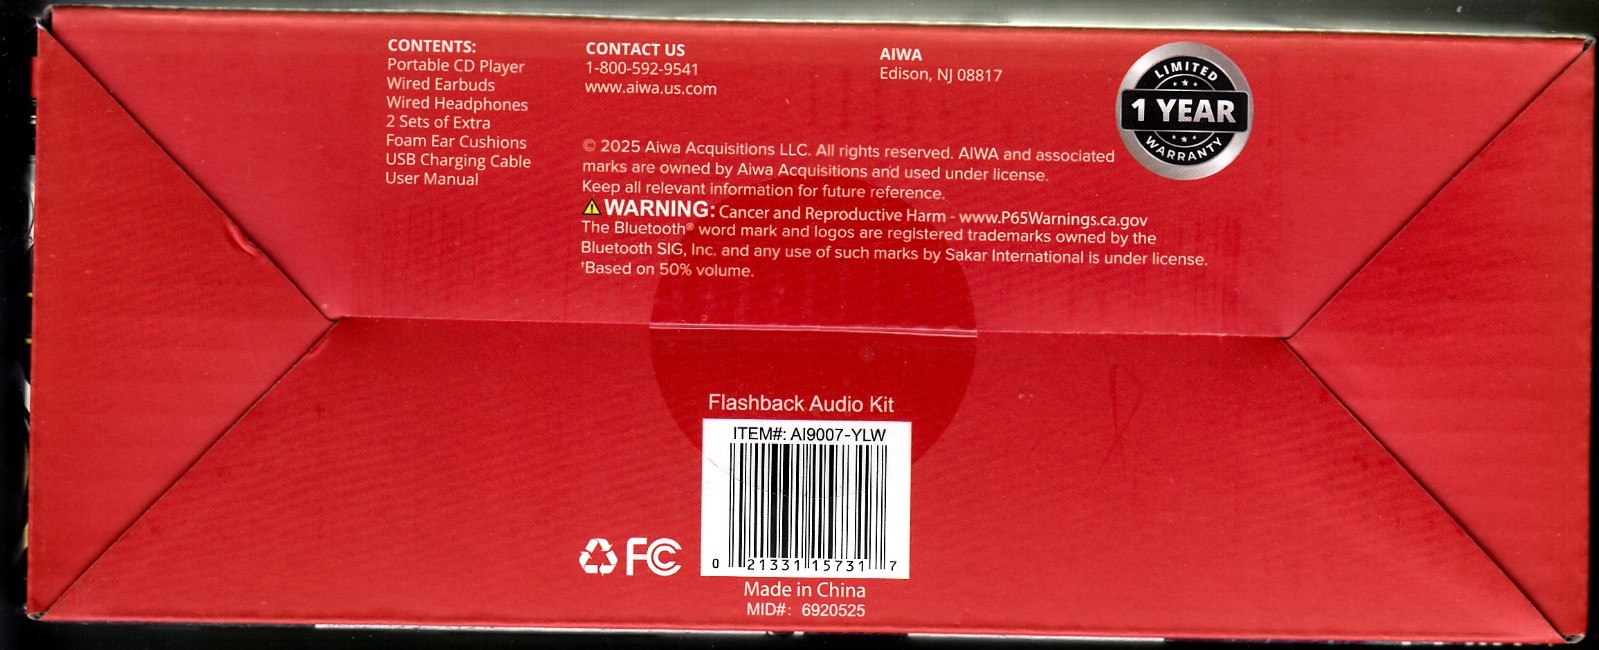 CONTENTS:
Portable CD Player
Wired Earbuds
Wired Headphones
2 Sets of Extra
Foam Ear Cushions
USB Charging Cable
User Manual
CONTACT US
1-800-592-9541
www.aiwa.us.com
AIWA
Edison, NJ 08817
LIMITED
1 YEAR
WARRANTY
© 2025 Aiwa Acquisitions LLC. All rights reserved. AIWA and associated
marks are owned by Aiwa Acquisitions and used under license.
Keep all relevant information for future reference.
⚠WARNING: Cancer and Reproductive Harm - www.P65Warnings.ca.gov
The Bluetooth® word mark and logos are registered trademarks owned by the
Bluetooth SIG, Inc. and any use of such marks by Sakar International is under license.
†Based on 50% volume.
Flashback Audio Kit
ITEM#: AI9007-YLW
0 21331 15731 7
FC
Made in China
MID#: 6920525